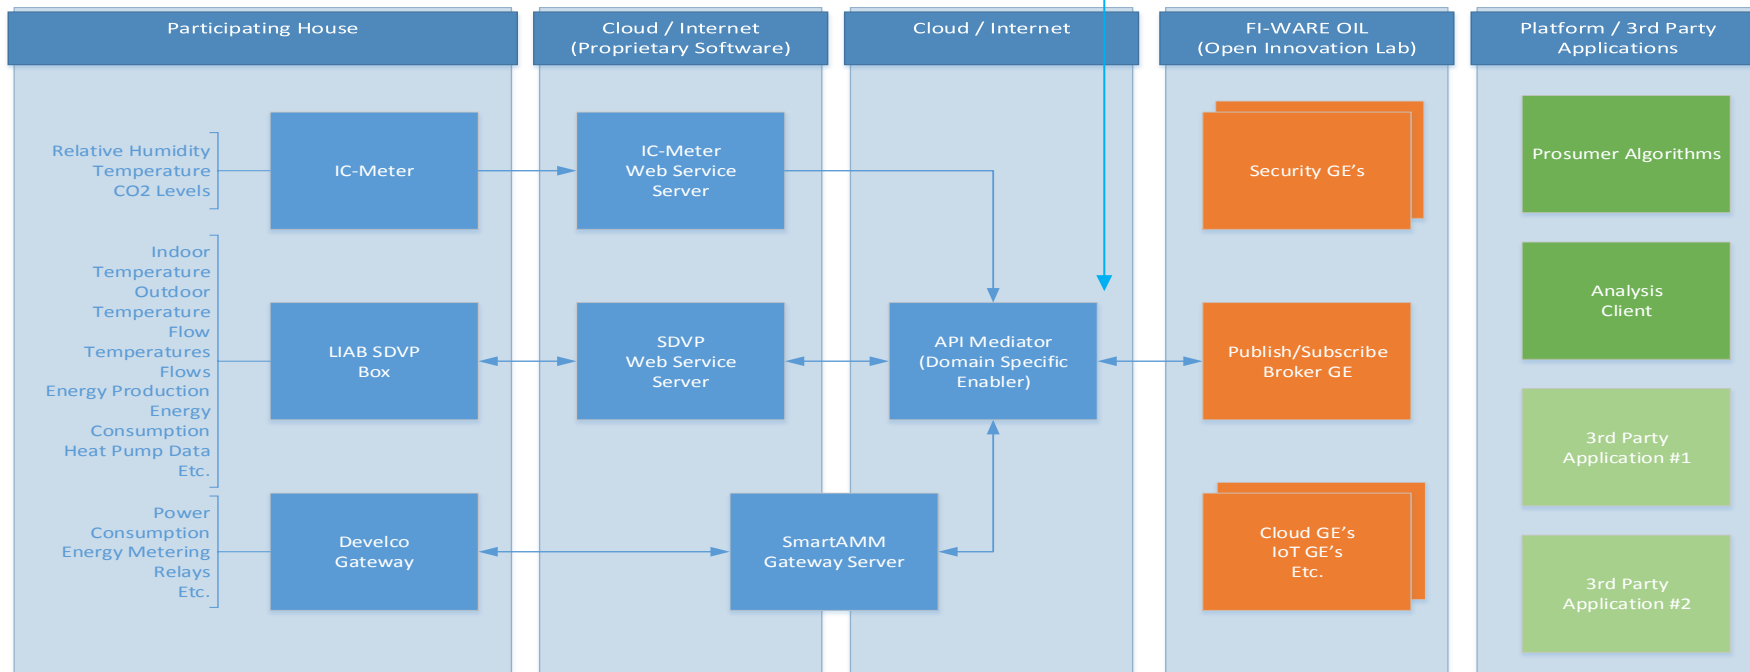 Participating House
Cloud / Internet
(Proprietary Software)
Cloud / Internet
FI-WARE OIL
(Open Innovation Lab)
Platform / 3rd Party
Applications
Relative Humidity
Temperature
CO2 Levels
IC-Meter
IC-Meter
Web Service
Server
Security GE's
Prosumer Algorithms
Indoor
Temperature
Outdoor
Temperature
Flow
Temperatures
Flows
Energy Production
Energy
Consumption
Heat Pump Data
Etc.
LIAB SDVP
Box
SDVP
Web Service
Server
API Mediator
(Domain Specific
Enabler)
Publish/Subscribe
Broker GE
Analysis
Client
3rd Party
Application #1
Power
Consumption
Energy Metering
Relays
Etc.
Develco
Gateway
SmartAMM
Gateway Server
Cloud GE's
IoT GE's
Etc.
3rd Party
Application #2